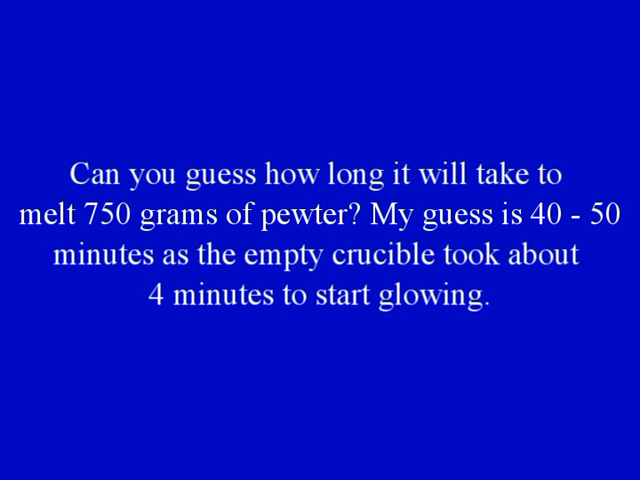 Can you guess how long it will take to
melt 750 grams of pewter? My guess is 40 - 50
minutes as the empty crucible took about
4 minutes to start glowing.